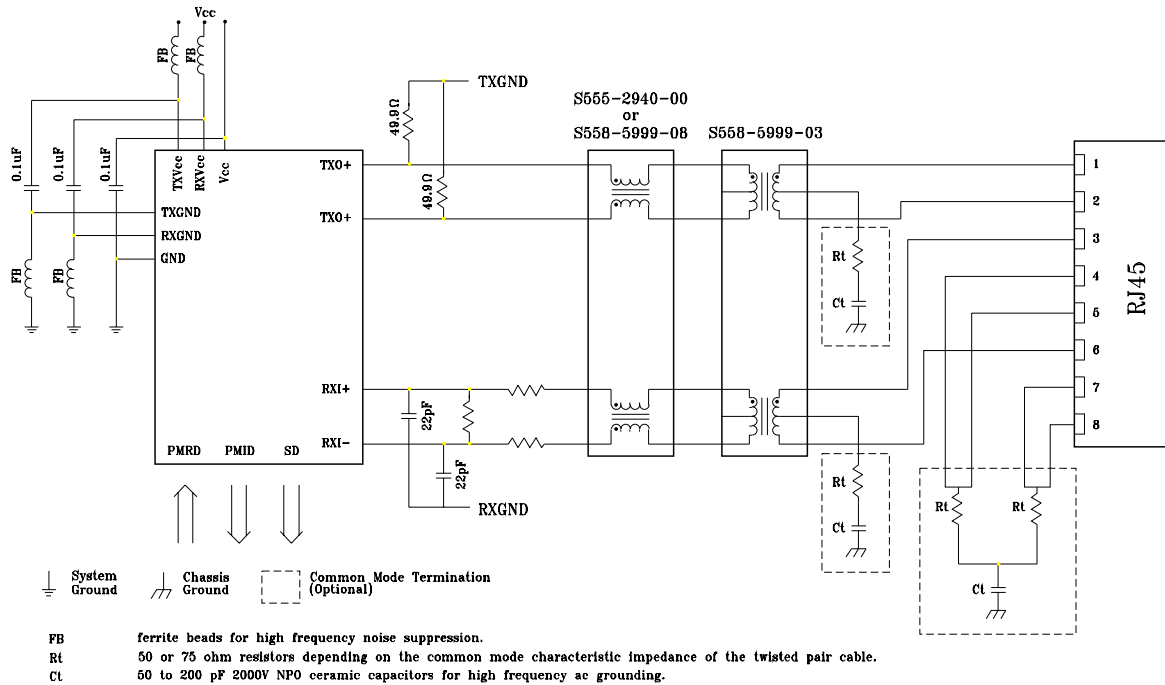 Vcc
FB
FB
TXGND
49.9Ω
49.9Ω
S555-2940-00
or
S558-5999-08
S558-5999-03
0.1uF
0.1uF
0.1uF
TXVcc
RXVcc
Vcc
TXGND
RXGND
GND
FB
FB
TXO+
TXO+
RXI+
RXI-
PMRD
PMID
SD
22pF
22pF
RXGND
Rt
Ct
Rt
Ct
Rt
Rt
Ct
1
2
3
4
5
6
7
8
RJ45
System
Ground
Chassis
Ground
Common Mode Termination
(Optional)
FB ferrite beads for high frequency noise suppression.
Rt 50 or 75 ohm resistors depending on the common mode characteristic impedance of the twisted pair cable.
Ct 50 to 200 pF 2000V NPO ceramic capacitors for high frequency ac grounding.